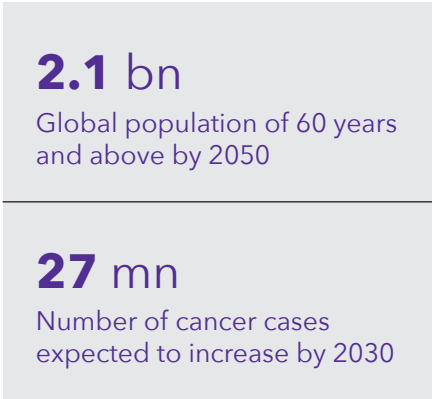 2.1 bn
Global population of 60 years
and above by 2050
27 mn
Number of cancer cases
expected to increase by 2030